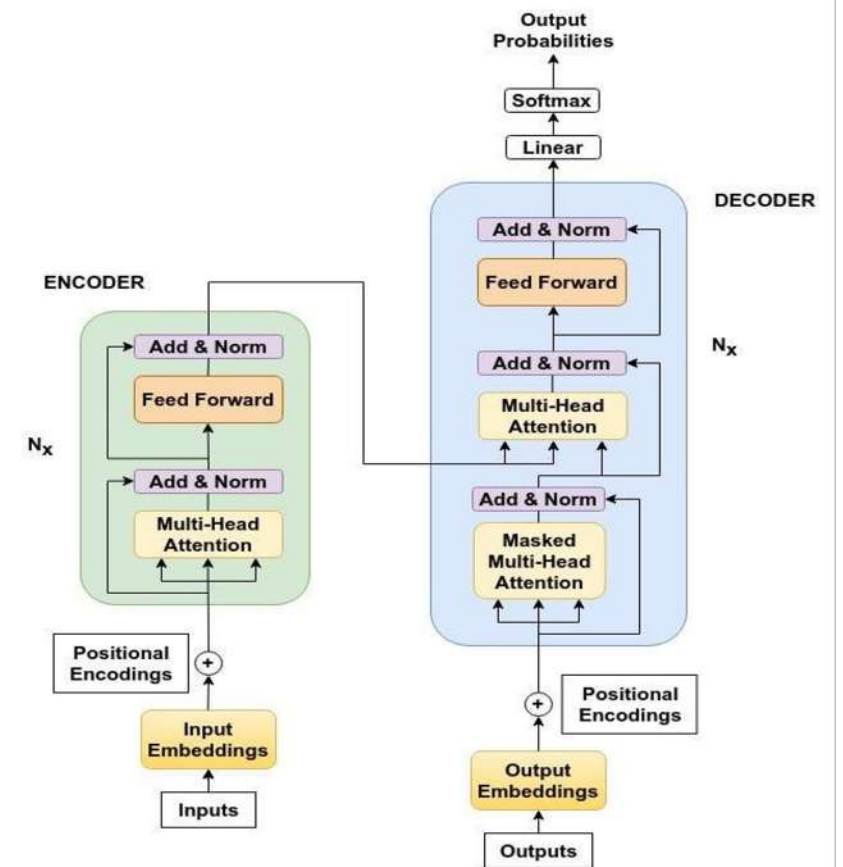 Output
Probabilities
Softmax
Linear
DECODER
Add & Norm
Feed Forward
Nx
Add & Norm
Multi-Head
Attention
Add & Norm
Masked
Multi-Head
Attention
+
Positional
Encodings
Output
Embeddings
Outputs
ENCODER
Add & Norm
Feed Forward
Nx
Add & Norm
Multi-Head
Attention
Positional
Encodings
+
Input
Embeddings
Inputs